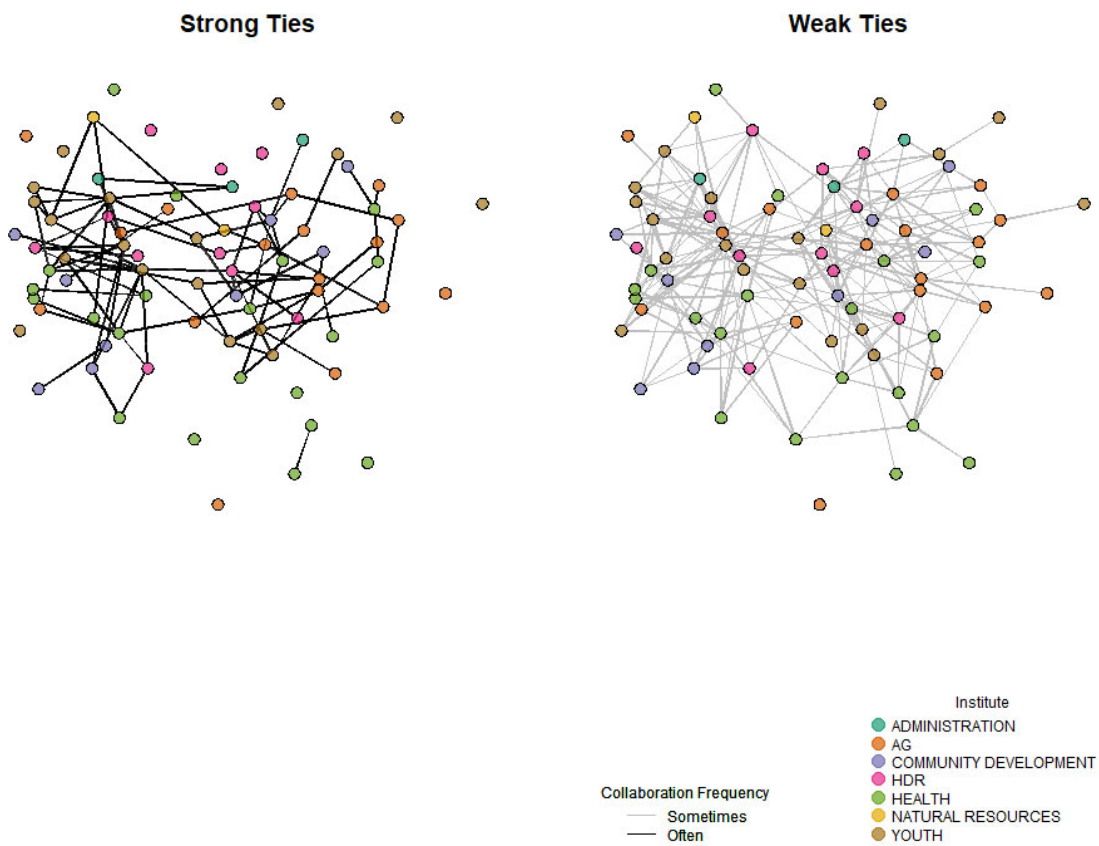 Strong Ties
Weak Ties
Collaboration Frequency
Sometimes
Often
Institute
ADMINISTRATION
AG
COMMUNITY DEVELOPMENT
HDR
HEALTH
NATURAL RESOURCES
YOUTH